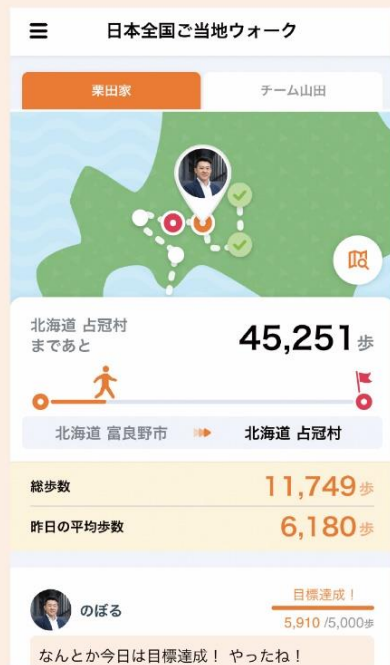 日本全国ご当地ウォーク
栗田家
チーム山田
北海道 占冠村
まであと
45,251歩
北海道 富良野市
北海道 占冠村
総歩数
11,749歩
昨日の平均歩数
6,180歩
のぼる
目標達成！
5,910 /5,000歩
なんとか今日は目標達成！ やったね！